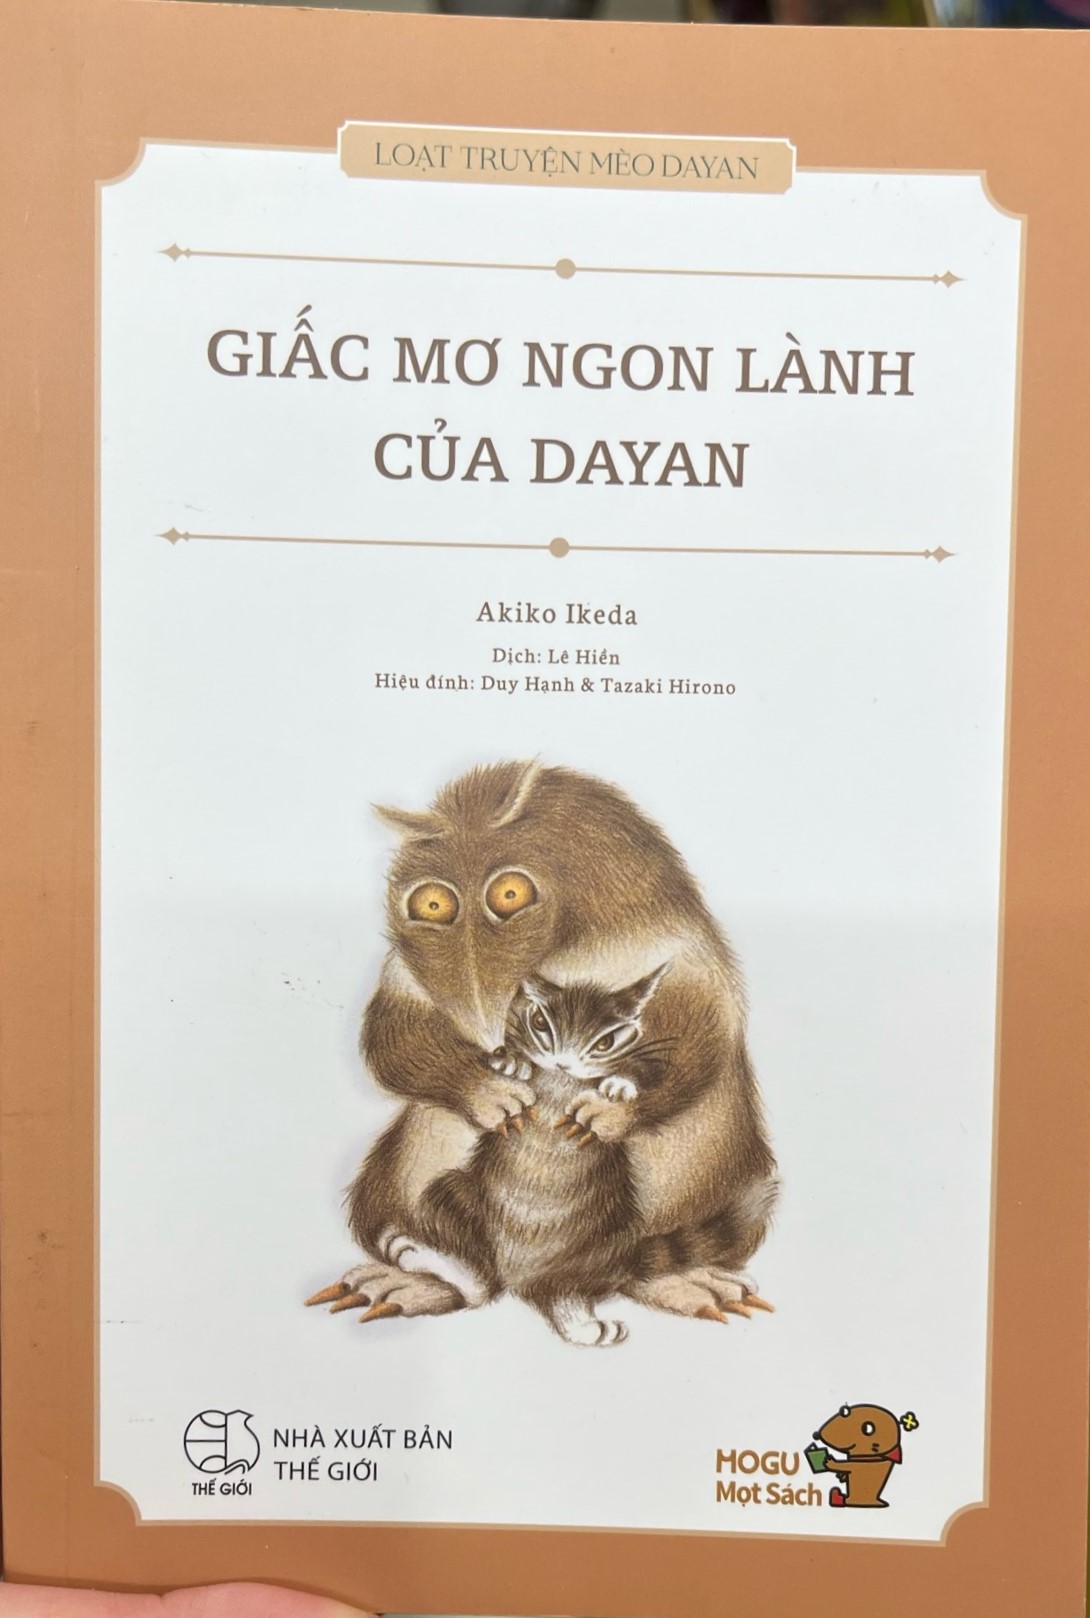 LOẠT TRUYỆN MÈO DAYAN
GIẤC MƠ NGON LÀNH
CỦA DAYAN
Akiko Ikeda
Dịch: Lê Hiền
Hiệu đính: Duy Hạnh & Tazaki Hirono
NHÀ XUẤT BẢN
THẾ GIỚI
THẾ GIỚI
MOGU
Mọt Sách